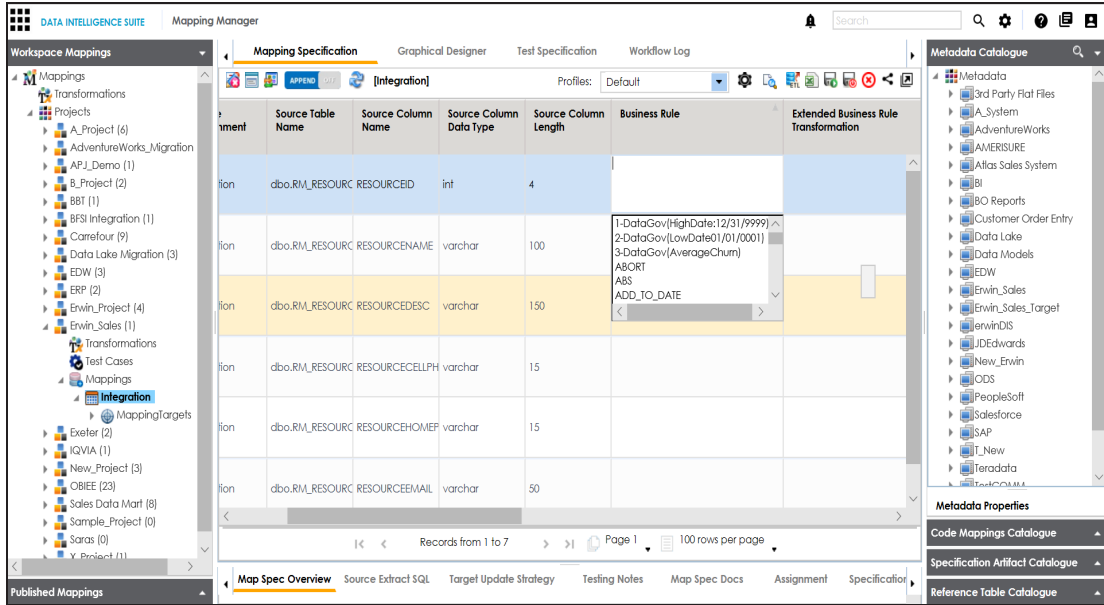 DATA INTELLIGENCE SUITE
Mapping Manager
Search
Workspace Mappings
Mappings
Transformations
Projects
A_Project (6)
AdventureWorks_Migration
APJ_Demo (1)
B_Project (2)
BBT (1)
BFSI Integration (1)
Carrefour (9)
Data Lake Migration (3)
EDW (3)
ERP (2)
Erwin_Project (4)
Erwin_Sales (1)
Transformations
Test Cases
Mappings
Integration
MappingTargets
Exeter (2)
IQVIA (1)
New_Project (3)
OBIEE (23)
Sales Data Mart (8)
Sample_Project (0)
Saras (0)
X_Project (1)
Published Mappings
Mapping Specification
Graphical Designer
Test Specification
Workflow Log
APPEND
[Integration]
Profiles:
Default
nment
Source Table Name
Source Column Name
Source Column Data Type
Source Column Length
Business Rule
Extended Business Rule Transformation
tion dbo.RM_RESOURC RESOURCEID int 4
tion dbo.RM_RESOURC RESOURCENAME varchar 100
1-DataGov(HighDate:12/31/9999)
2-DataGov(LowDate01/01/0001)
3-DataGov(AverageChurn)
ABORT
ABS
ADD_TO_DATE
tion dbo.RM_RESOURC RESOURCEDESC varchar 150
tion dbo.RM_RESOURC RESOURCECELLPH varchar 15
tion dbo.RM_RESOURC RESOURCEHOMEP varchar 15
tion dbo.RM_RESOURC RESOURCEEMAIL varchar 50
Records from 1 to 7
Page 1
100 rows per page
Map Spec Overview
Source Extract SQL
Target Update Strategy
Testing Notes
Map Spec Docs
Assignment
Specification
Metadata Catalogue
Metadata
3rd Party Flat Files
A_System
AdventureWorks
AMERISURE
Atlas Sales System
BI
BO Reports
Customer Order Entry
Data Lake
Data Models
EDW
Erwin_Sales
Erwin_Sales_Target
erwinDIS
JDEdwards
New_Erwin
ODS
PeopleSoft
Salesforce
SAP
T_New
Teradata
TestCOMM
Metadata Properties
Code Mappings Catalogue
Specification Artifact Catalogue
Reference Table Catalogue